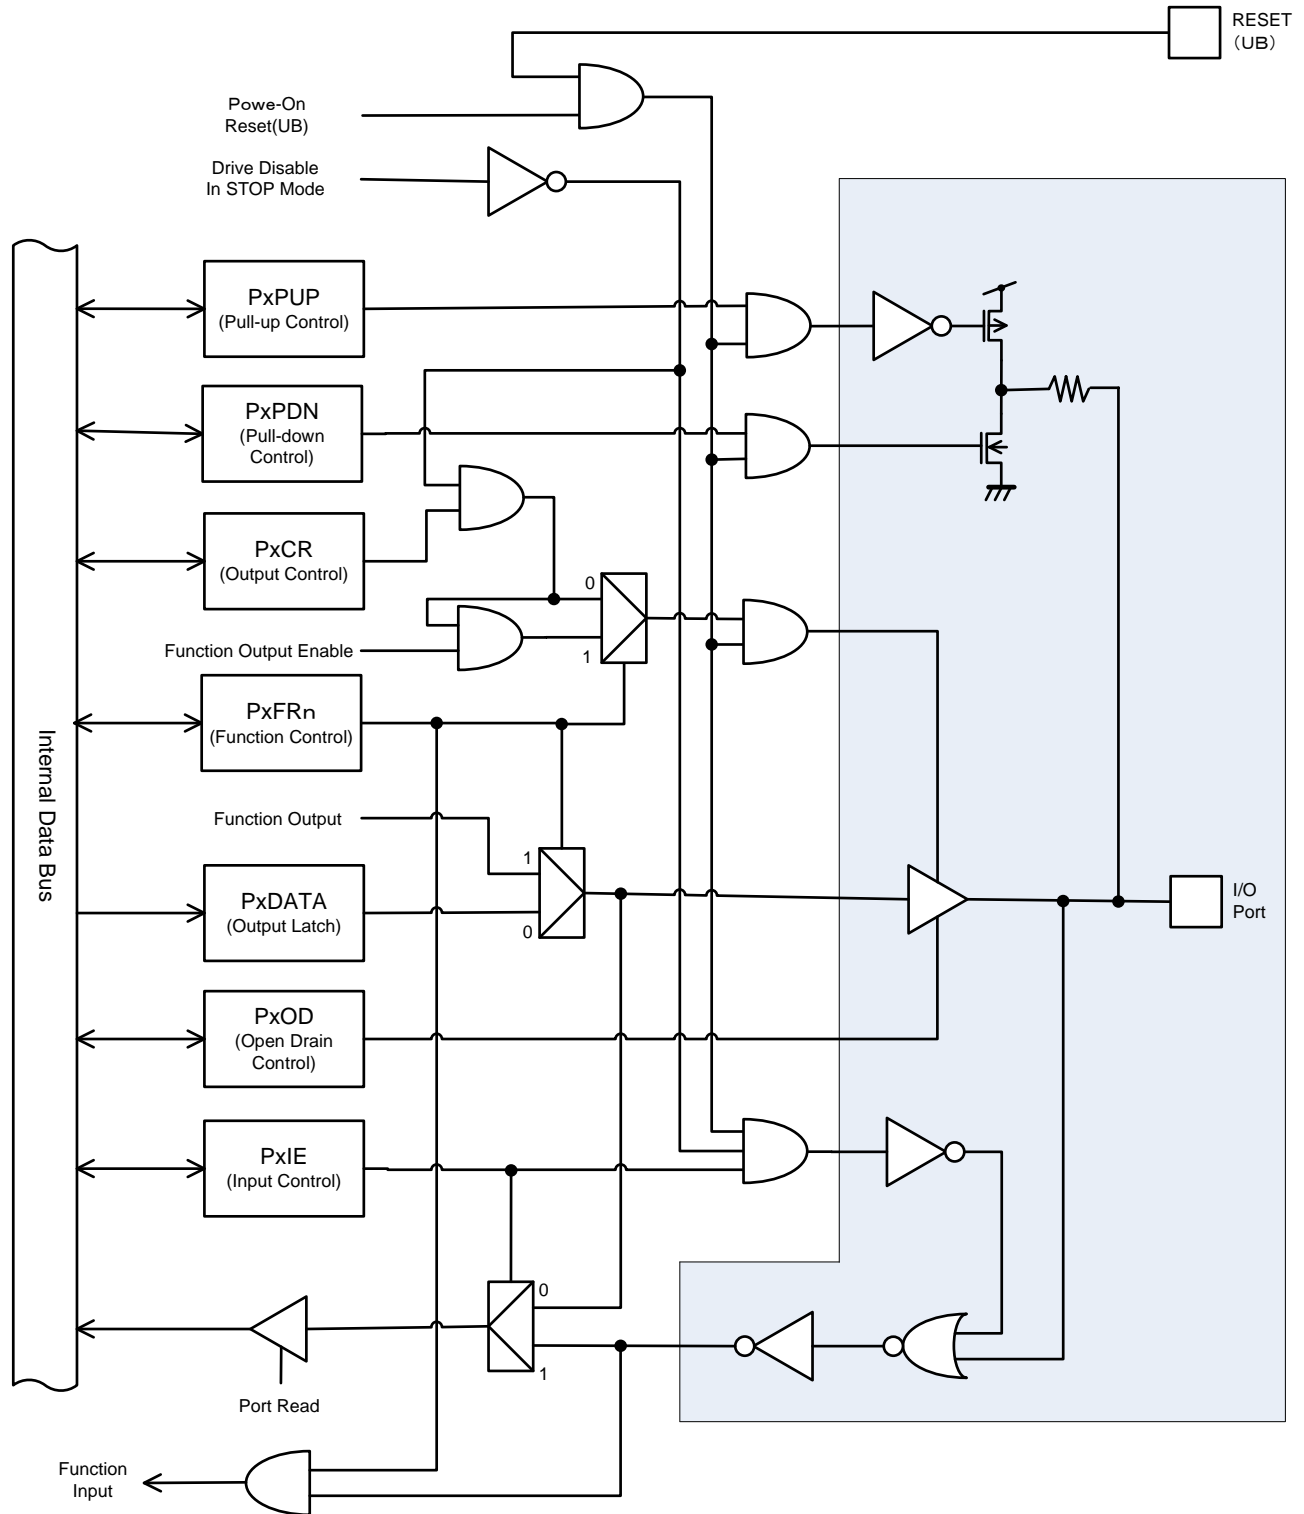 RESET
(UB)
Powe-On
Reset(UB)
Drive Disable
In STOP Mode
PxPUP
(Pull-up Control)
PxPDN
(Pull-down
Control)
PxCR
(Output Control)
0
Function Output Enable
1
PxFRn
(Function Control)
Internal Data Bus
Function Output
1
PxDATA
(Output Latch)
0
I/O
Port
PxOD
(Open Drain
Control)
PxIE
(Input Control)
0
1
Port Read
Function
Input